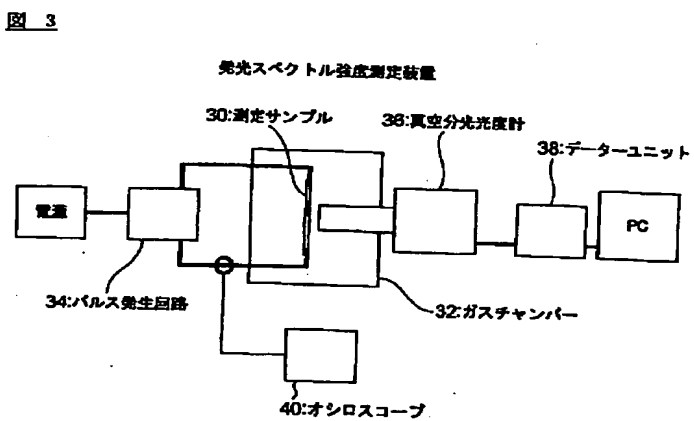 図 3
発光スペクトル強度測定装置
30:測定サンプル
36:真空分光光度計
38:データーユニット
電源
PC
34:パルス発生回路
32:ガスチャンバー
40:オシロスコープ